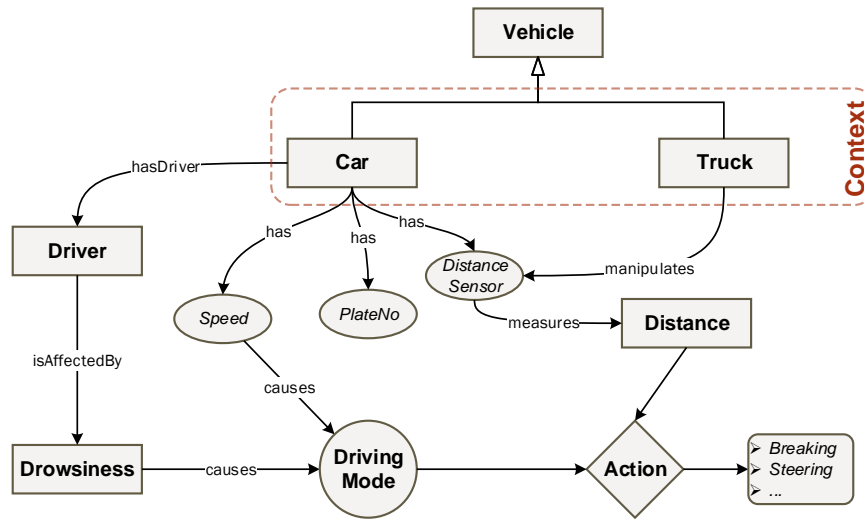 Vehicle
Context
Car
Truck
hasDriver
has
has
has
Driver
Distance
Sensor
manipulates
Speed
PlateNo
measures
Distance
isAffectedBy
causes
Drowsiness
causes
Driving
Mode
Action
➢ Breaking
➢ Steering
➢ ...